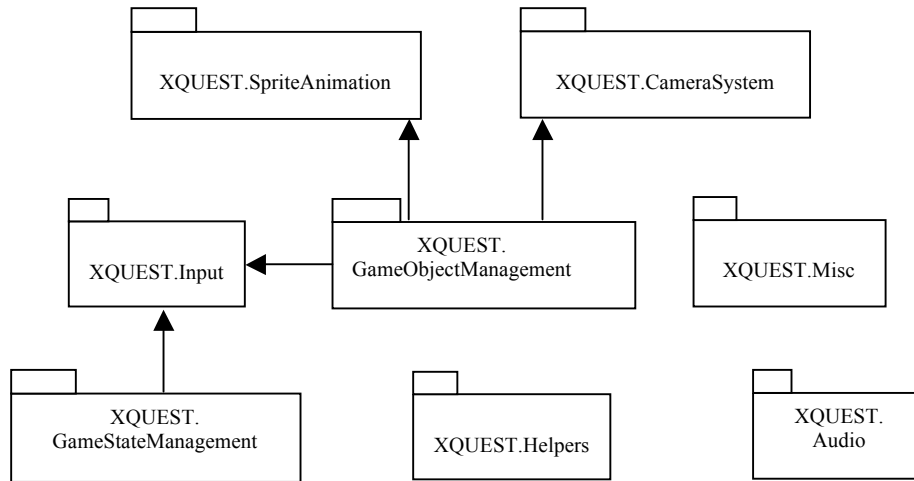 XQUEST.SpriteAnimation
XQUEST.CameraSystem
XQUEST.Input
XQUEST.
GameObjectManagement
XQUEST.Misc
XQUEST.
GameStateManagement
XQUEST.Helpers
XQUEST.
Audio